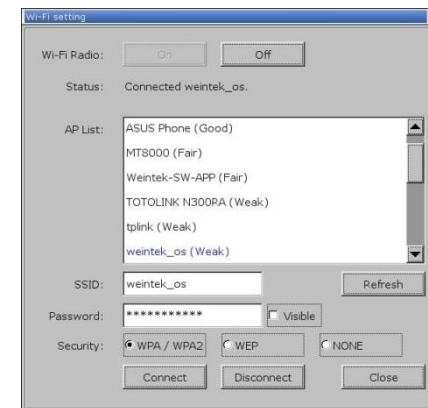 Wi-Fi setting
Wi-Fi Radio: On Off
Status: Connected weintek_os.
AP List: ASUS Phone (Good)
MT8000 (Fair)
Weintek-SW-APP (Fair)
TOTOLINK N300RA (Weak)
tplink (Weak)
weintek_os (Weak)
SSID: weintek_os Refresh
Password: *********** Visible
Security: WPA / WPA2 WEP NONE
Connect Disconnect Close